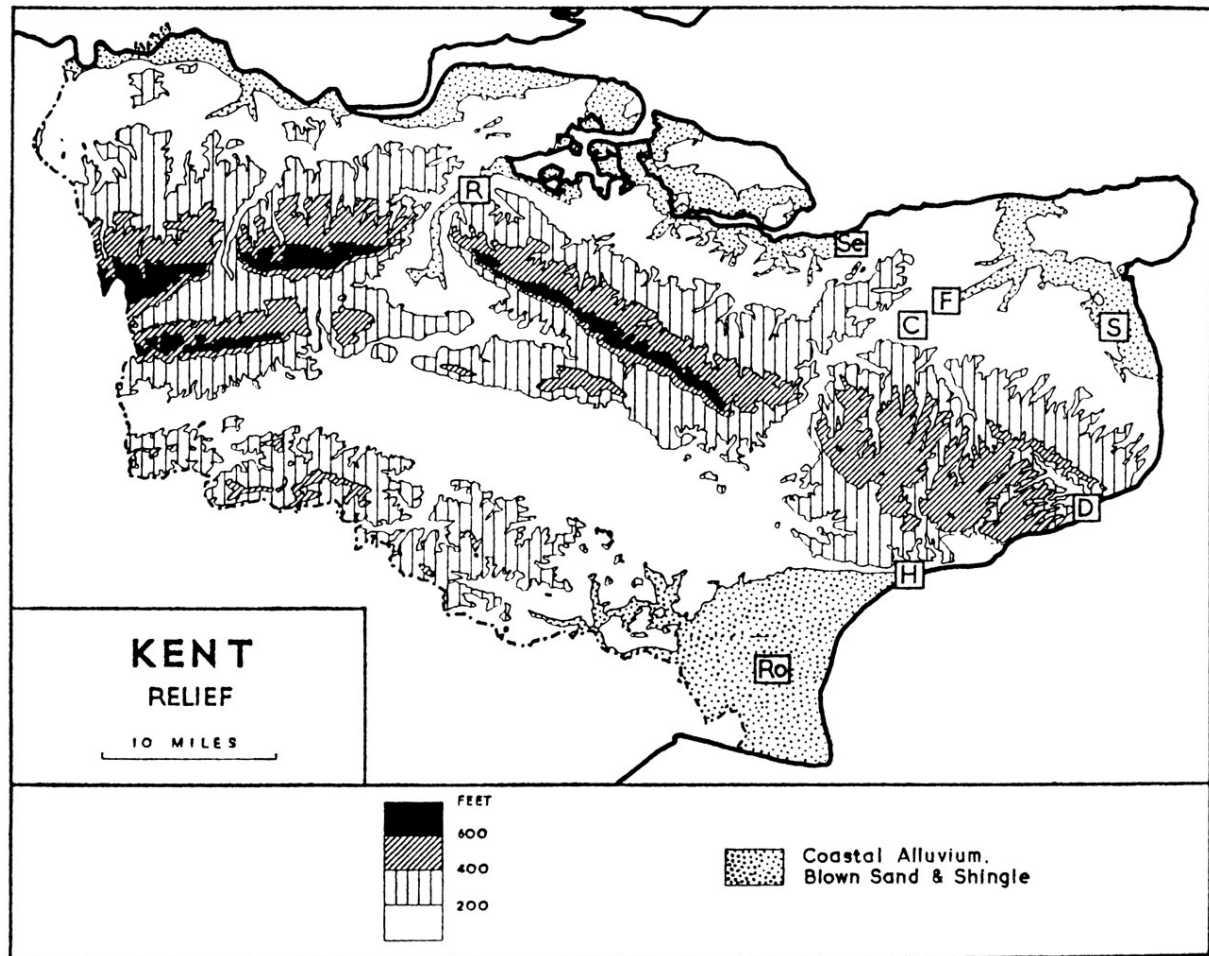 R
Se
F
C
S
D
H
Ro
KENT
RELIEF
10 MILES
FEET
600
400
200
Coastal Alluvium,
Blown Sand & Shingle